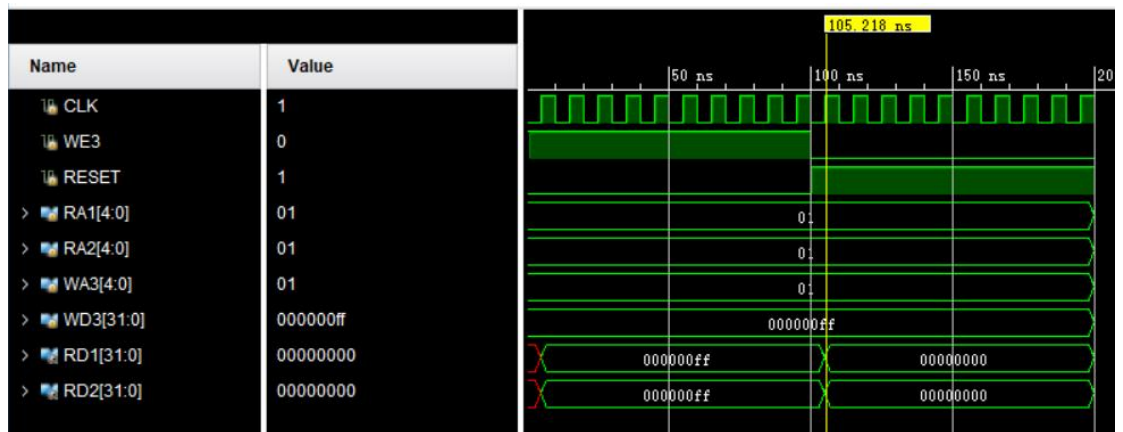 105.218 ns
Name Value
50 ns 100 ns 150 ns 20
CLK 1
WE3 0
RESET 1
> RA1[4:0] 01 01
> RA2[4:0] 01 01
> WA3[4:0] 01 01
> WD3[31:0] 000000ff 000000ff
> RD1[31:0] 00000000 000000ff 00000000
> RD2[31:0] 00000000 000000ff 00000000